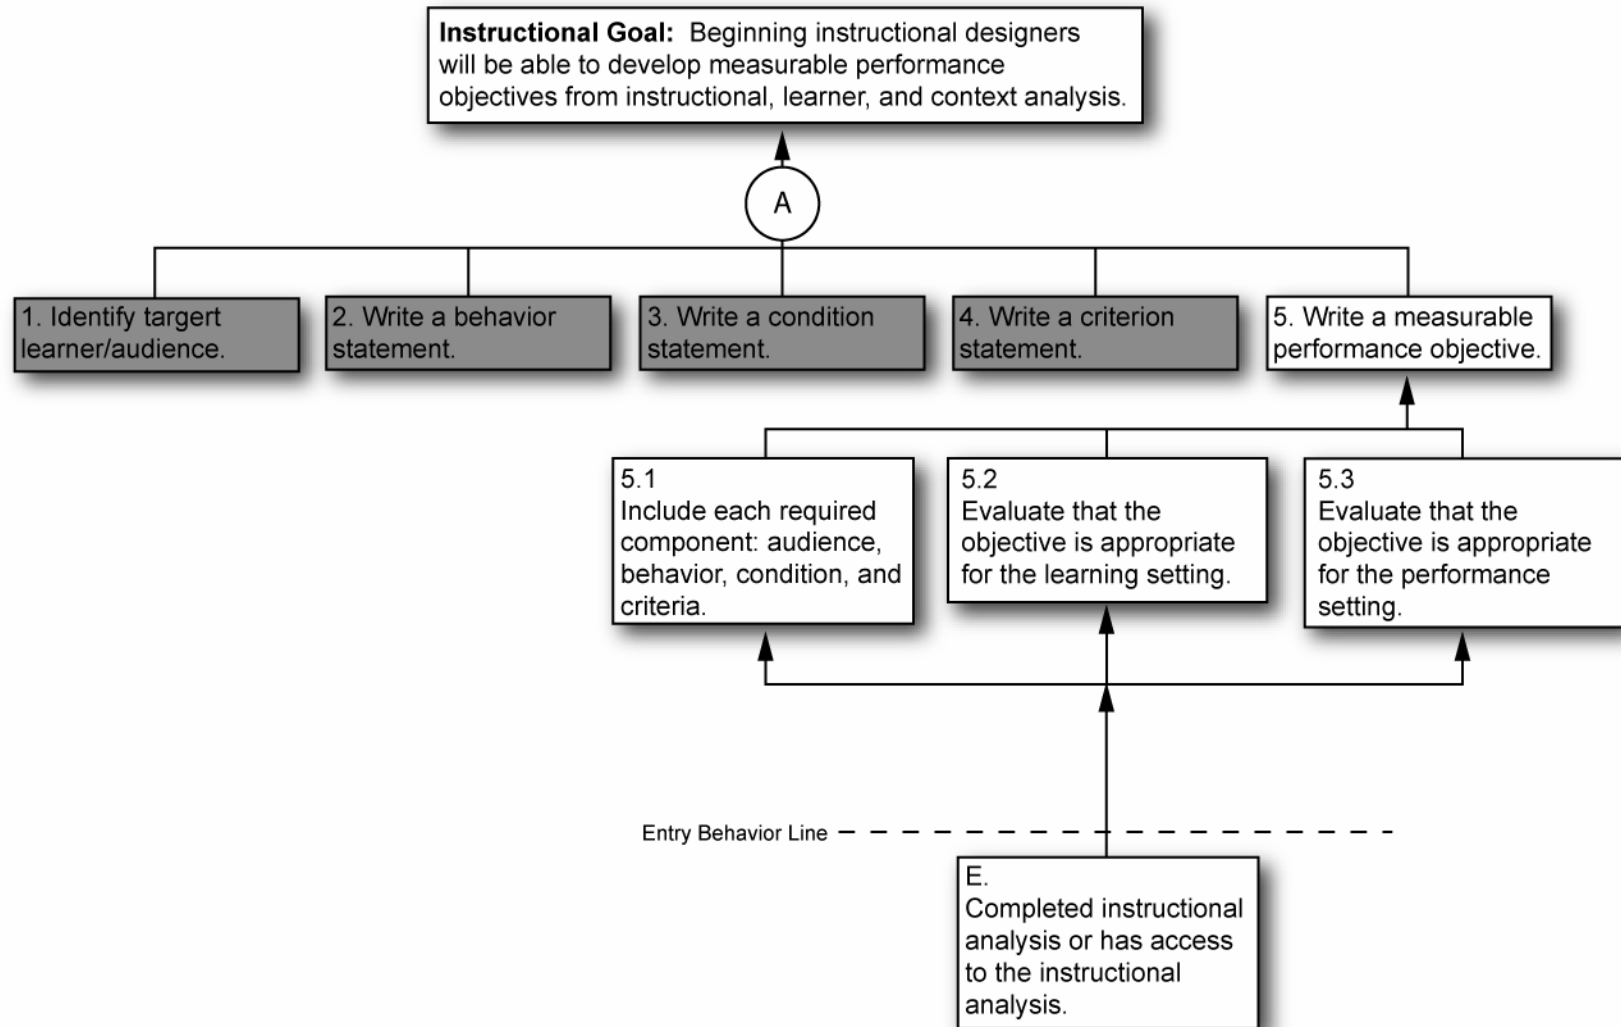 Instructional Goal: Beginning instructional designers
will be able to develop measurable performance
objectives from instructional, learner, and context analysis.
A
1. Identify targert
learner/audience.
2. Write a behavior
statement.
3. Write a condition
statement.
4. Write a criterion
statement.
5. Write a measurable
performance objective.
5.1
Include each required
component: audience,
behavior, condition, and
criteria.
5.2
Evaluate that the
objective is appropriate
for the learning setting.
5.3
Evaluate that the
objective is appropriate
for the performance
setting.
Entry Behavior Line
E.
Completed instructional
analysis or has access
to the instructional
analysis.